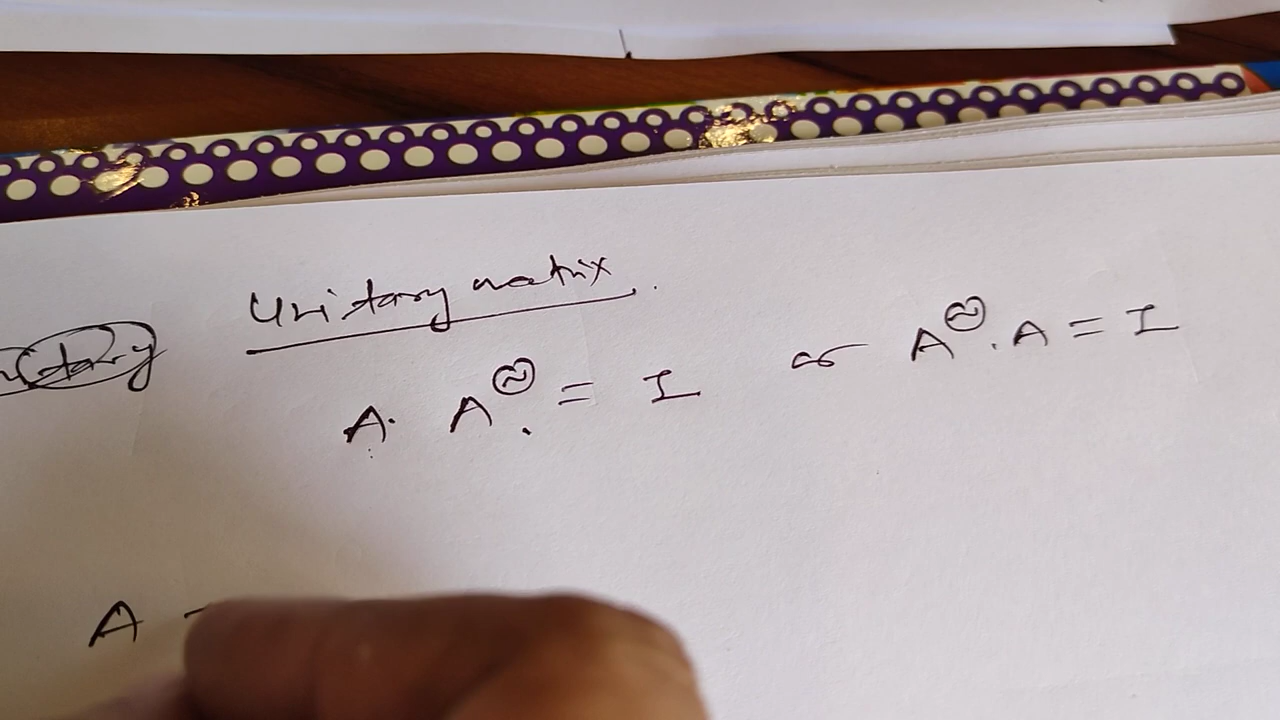 Unitary matrix.
A. A^Θ = I or A^Θ . A = I
A